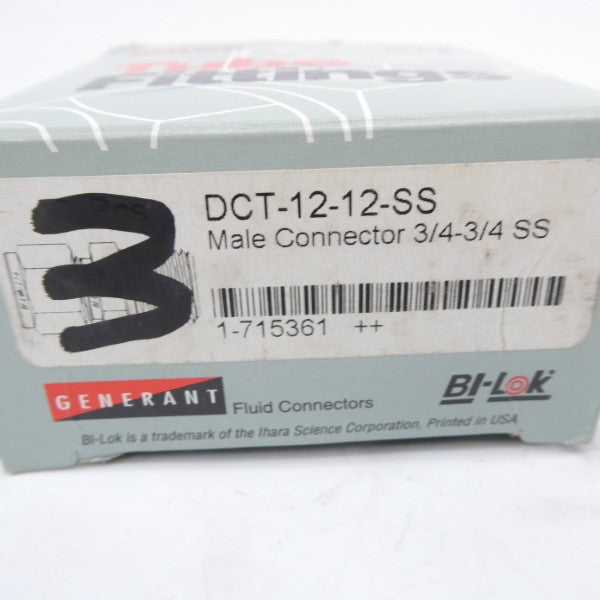 Tube
Fittings
3
DCT-12-12-SS
Male Connector 3/4-3/4 SS
1-715361 ++
GENERANT Fluid Connectors
BI-LOK
BI-Lok is a trademark of the Ihara Science Corporation, Printed in USA